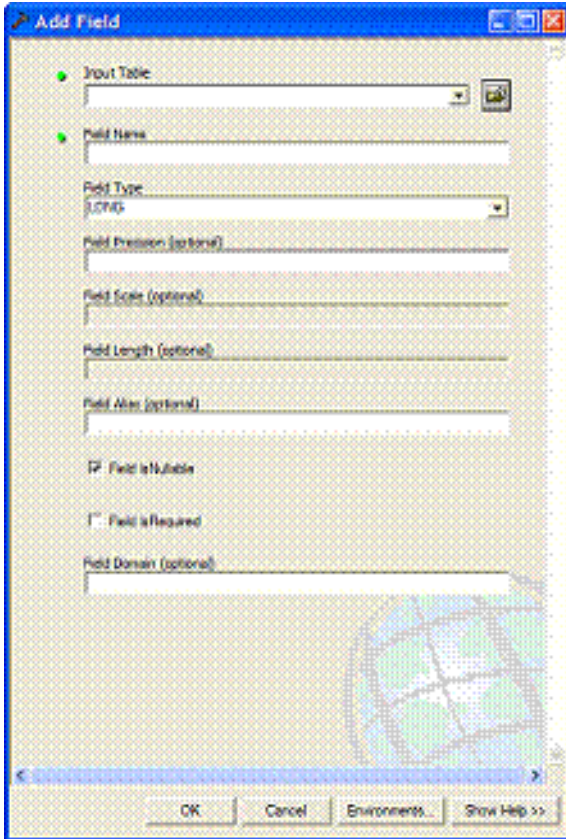 Add Field
Input Table
Field Name
Field Type
LONG
Field Precision (optional)
Field Scale (optional)
Field Length (optional)
Field Alias (optional)
Field IsNullable
Field IsRequired
Field Domain (optional)
OK Cancel Environments... Show Help >>